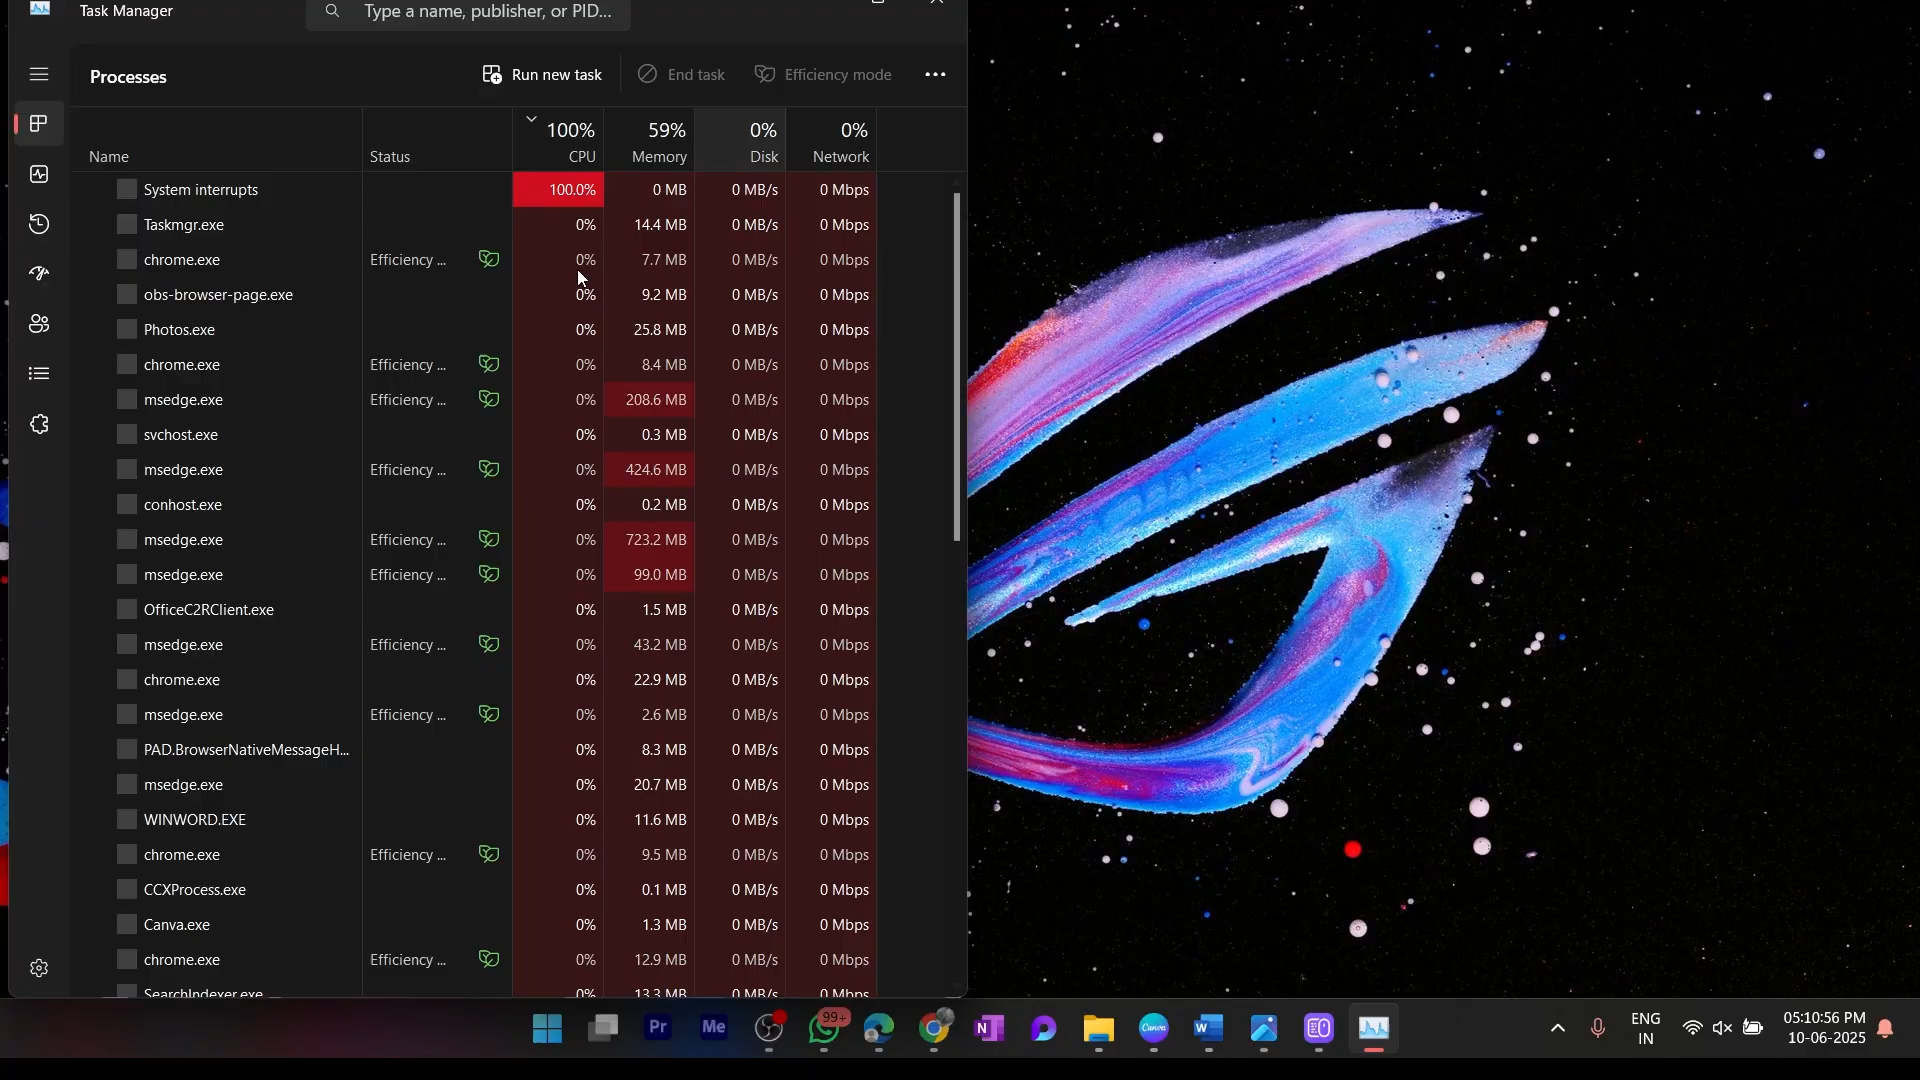 Task Manager
Type a name, publisher, or PID...
Processes
Run new task
End task
Efficiency mode
Name Status 100% CPU 59% Memory 0% Disk 0% Network
System interrupts 100.0% 0 MB 0 MB/s 0 Mbps
Taskmgr.exe 0% 14.4 MB 0 MB/s 0 Mbps
chrome.exe Efficiency ... 0% 7.7 MB 0 MB/s 0 Mbps
obs-browser-page.exe 0% 9.2 MB 0 MB/s 0 Mbps
Photos.exe 0% 25.8 MB 0 MB/s 0 Mbps
chrome.exe Efficiency ... 0% 8.4 MB 0 MB/s 0 Mbps
msedge.exe Efficiency ... 0% 208.6 MB 0 MB/s 0 Mbps
svchost.exe 0% 0.3 MB 0 MB/s 0 Mbps
msedge.exe Efficiency ... 0% 424.6 MB 0 MB/s 0 Mbps
conhost.exe 0% 0.2 MB 0 MB/s 0 Mbps
msedge.exe Efficiency ... 0% 723.2 MB 0 MB/s 0 Mbps
msedge.exe Efficiency ... 0% 99.0 MB 0 MB/s 0 Mbps
OfficeC2RClient.exe 0% 1.5 MB 0 MB/s 0 Mbps
msedge.exe Efficiency ... 0% 43.2 MB 0 MB/s 0 Mbps
chrome.exe 0% 22.9 MB 0 MB/s 0 Mbps
msedge.exe Efficiency ... 0% 2.6 MB 0 MB/s 0 Mbps
PAD.BrowserNativeMessageH... 0% 8.3 MB 0 MB/s 0 Mbps
msedge.exe 0% 20.7 MB 0 MB/s 0 Mbps
WINWORD.EXE 0% 11.6 MB 0 MB/s 0 Mbps
chrome.exe Efficiency ... 0% 9.5 MB 0 MB/s 0 Mbps
CCXProcess.exe 0% 0.1 MB 0 MB/s 0 Mbps
Canva.exe 0% 1.3 MB 0 MB/s 0 Mbps
chrome.exe Efficiency ... 0% 12.9 MB 0 MB/s 0 Mbps
SearchIndexer.exe 0% 13.3 MB 0 MB/s 0 Mbps
Pr
Me
99+
N
Canva
W
ENG
IN
05:10:56 PM
10-06-2025